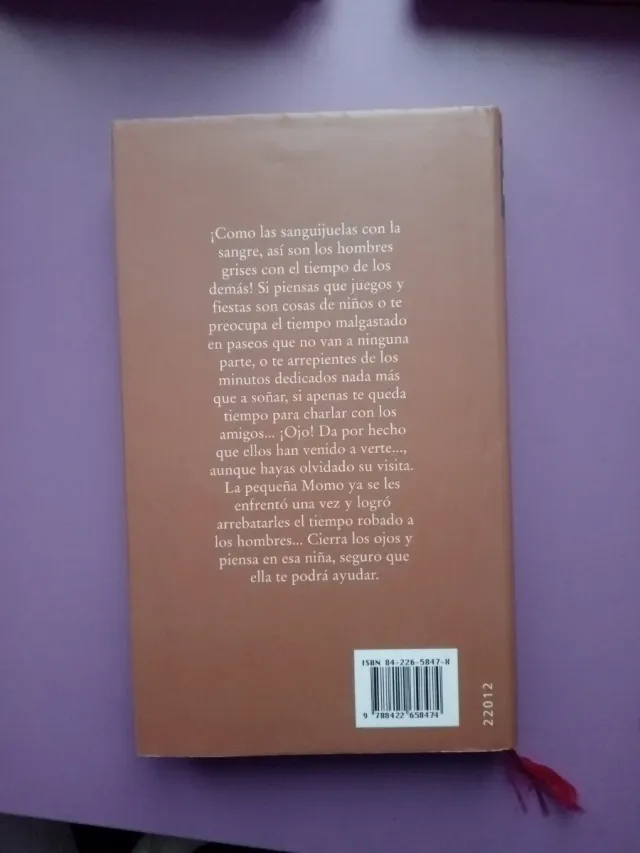 ¡Como las sanguijuelas con la
sangre, así son los hombres
grises con el tiempo de los
demás! Si piensas que juegos y
fiestas son cosas de niños o te
preocupa el tiempo malgastado
en paseos que no van a ninguna
parte, o te arrepientes de los
minutos dedicados nada más
que a soñar, si apenas te queda
tiempo para charlar con los
amigos... ¡Ojo! Da por hecho
que ellos han venido a verte...,
aunque hayas olvidado su visita.
La pequeña Momo ya se les
enfrentó una vez y logró
arrebatarles el tiempo robado a
los hombres... Cierra los ojos y
piensa en esa niña, seguro que
ella te podrá ayudar.
ISBN 84-226-5847-X
9 788422 658474
22012